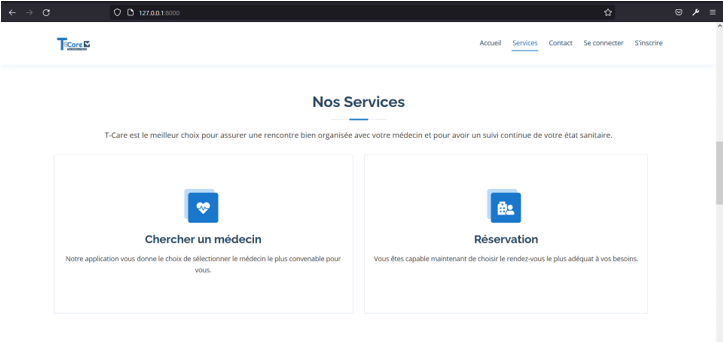 127.0.0.1:8000
T-Care
Accueil Services Contact Se connecter S'inscrire
Nos Services
T-Care est le meilleur choix pour assurer une rencontre bien organisée avec votre médecin et pour avoir un suivi continue de votre état sanitaire.
Chercher un médecin
Notre application vous donne le choix de sélectionner le médecin le plus convenable pour
vous.
Réservation
Vous êtes capable maintenant de choisir le rendez-vous le plus adéquat à vos besoins.